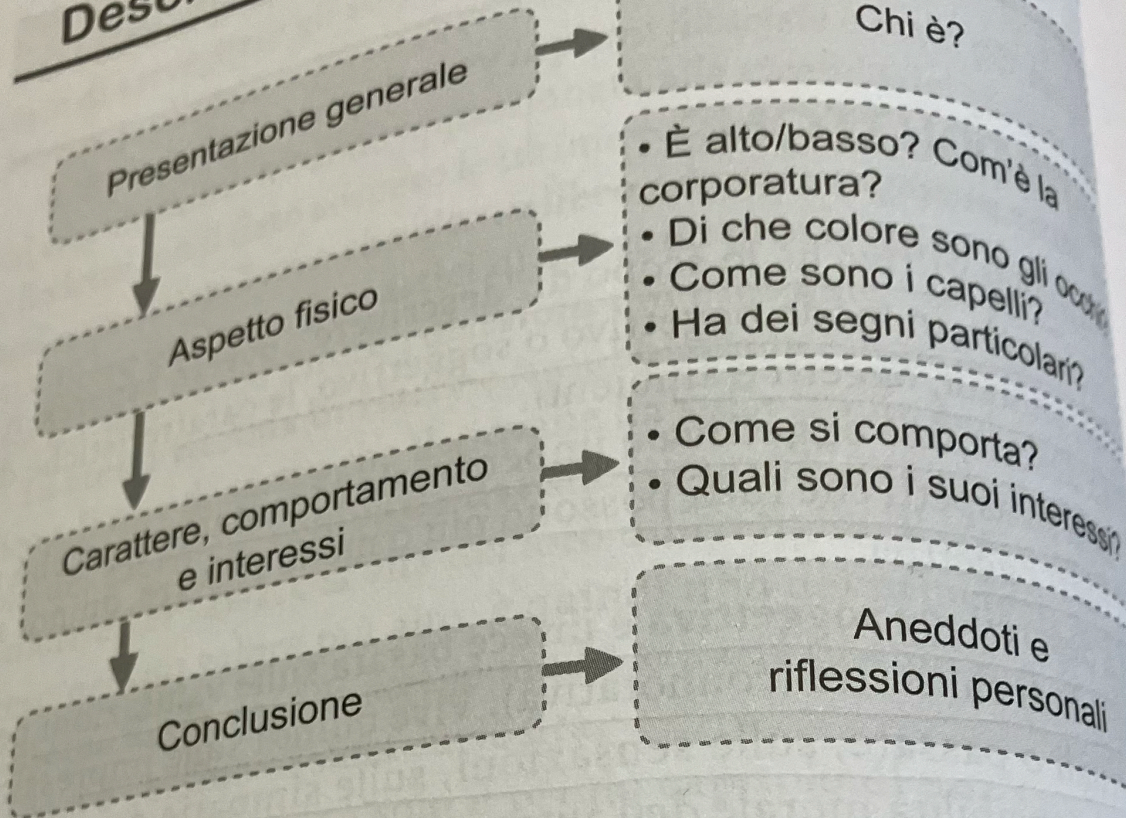 Presentazione generale
Chi è?
Aspetto fisico
• È alto/basso? Com'è la
corporatura?
• Di che colore sono gli
• Come sono i capelli?
• Ha dei segni particolari?
Carattere, comportamento
e interessi
• Come si comporta?
• Quali sono i suoi interessi?
Conclusione
Aneddoti e
riflessioni personali